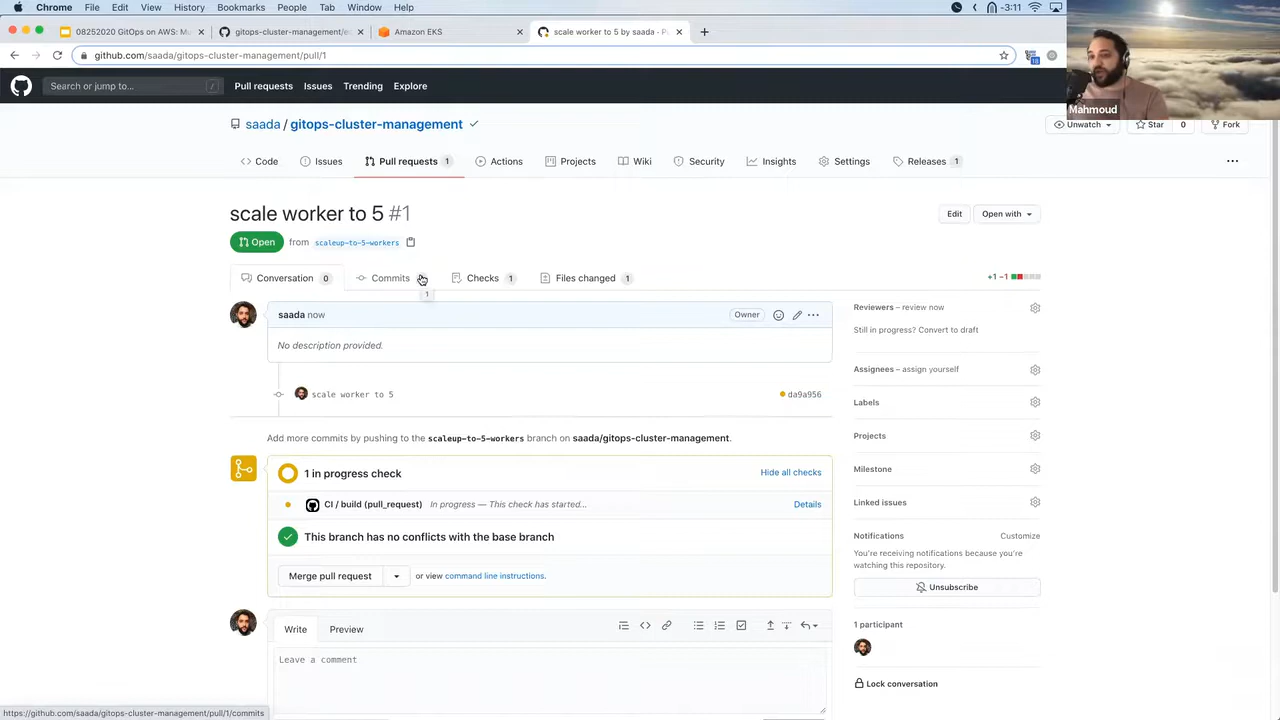 Chrome File Edit View History Bookmarks People Tab Window Help
-3:11
08252020 GitOps on AWS: Mu
gitops-cluster-management/e
Amazon EKS
scale worker to 5 by saada · Pu
github.com/saada/gitops-cluster-management/pull/1
Mahmoud
Search or jump to...
/
Pull requests Issues Trending Explore
saada / gitops-cluster-management
Unwatch
Star 0
Fork
Code
Issues
Pull requests 1
Actions
Projects
Wiki
Security
Insights
Settings
Releases 1
scale worker to 5 #1
Edit
Open with
Open from scaleup-to-5-workers
Conversation 0
Commits
Checks 1
Files changed 1
+1 −1
1
saada now
Owner
No description provided.
scale worker to 5
da9a956
Add more commits by pushing to the scaleup-to-5-workers branch on saada/gitops-cluster-management.
1 in progress check
Hide all checks
CI / build (pull_request) In progress — This check has started...
Details
This branch has no conflicts with the base branch
Merge pull request
or view command line instructions.
Write
Preview
Leave a comment
Reviewers – review now
Still in progress? Convert to draft
Assignees – assign yourself
Labels
Projects
Milestone
Linked issues
Notifications
Customize
You're receiving notifications because you're
watching this repository.
Unsubscribe
1 participant
Lock conversation
https://github.com/saada/gitops-cluster-management/pull/1/commits